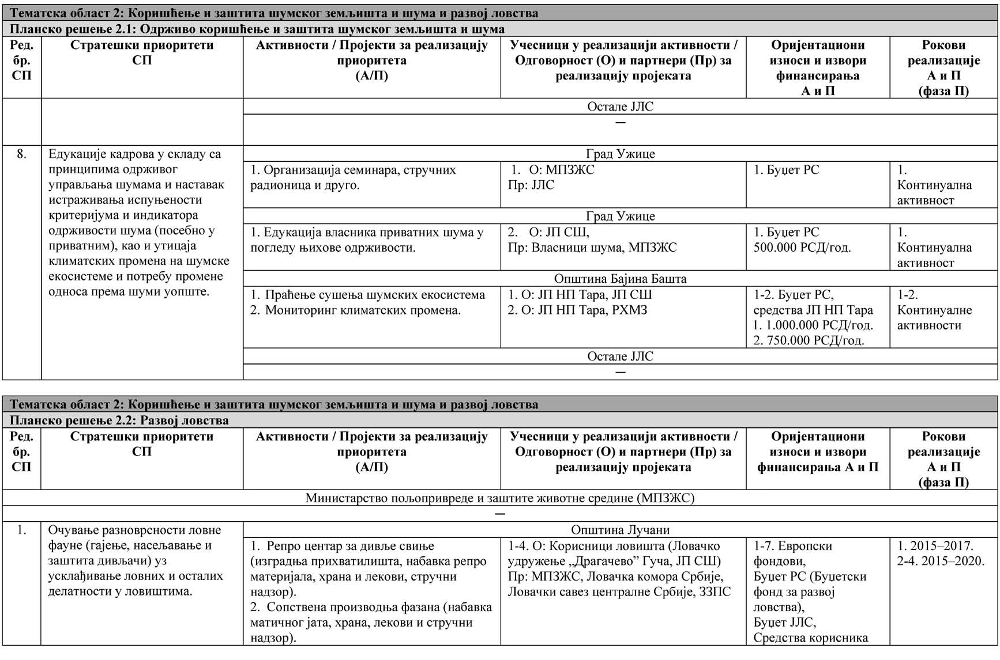 Тематска област 2: Коришћење и заштита шумског земљишта и шума и развој ловства
Планско решење 2.1: Одрживо коришћење и заштита шумског земљишта и шума
Ред.
бр.
СП
Стратешки приоритети
СП
Активности / Пројекти за реализацију
приоритета
(А/П)
Учесници у реализацији активности /
Одговорност (О) и партнери (Пр) за
реализацију пројеката
Оријентациони
износи и извори
финансирања
А и П
Рокови
реализације
А и П
(фаза П)
Остале ЈЛС
—
8.
Едукације кадрова у складу са
принципима одрживог
управљања шумама и наставак
истраживања испуњености
критеријума и индикатора
одрживости шума (посебно у
приватним), као и утицаја
климатских промена на шумске
екосистеме и потребу промене
односа према шуми уопште.
Град Ужице
1. Организација семинара, стручних
радионица и друго.
1. О: МПЗЖС
Пр: ЈЛС
1. Буџет РС
1.
Континуална
активност
Град Ужице
1. Едукација власника приватних шума у
погледу њихове одрживости.
2. О: ЈП СШ,
Пр: Власници шума, МПЗЖС
1. Буџет РС
500.000 РСД/год.
1.
Континуална
активност
Општина Бајина Башта
1. Праћење сушења шумских екосистема
2. Мониторинг климатских промена.
1. О: ЈП НП Тара, ЈП СШ
2. О: ЈП НП Тара, РХМЗ
1-2. Буџет РС,
средства ЈП НП Тара
1. 1.000.000 РСД/год.
2. 750.000 РСД/год.
1-2.
Континуалне
активности
Остале ЈЛС
—
Тематска област 2: Коришћење и заштита шумског земљишта и шума и развој ловства
Планско решење 2.2: Развој ловства
Ред.
бр.
СП
Стратешки приоритети
СП
Активности / Пројекти за реализацију
приоритета
(А/П)
Учесници у реализацији активности /
Одговорност (О) и партнери (Пр) за
реализацију пројеката
Оријентациони
износи и извори
финансирања А и П
Рокови
реализације
А и П
(фаза П)
Министарство пољопривреде и заштите животне средине (МПЗЖС)
—
1.
Очување разноврсности ловне
фауне (гајење, насељавање и
заштита дивљачи) уз
усклађивање ловних и осталих
делатности у ловиштима.
Општина Лучани
1. Репро центар за дивље свиње
(изградња прихватилишта, набавка репро
материјала, храна и лекови, стручни
надзор).
2. Сопствена производња фазана (набавка
матичног јата, храна, лекови и стручни
надзор).
1-4. О: Корисници ловишта (Ловачко
удружење „Драгачево” Гуча, ЈП СШ)
Пр: МПЗЖС, Ловачка комора Србије,
Ловачки савез централне Србије, ЗЗПС
1-7. Европски
фондови,
Буџет РС (Буџетски
фонд за развој
ловства),
Буџет ЈЛС,
Средства корисника
1. 2015–2017.
2-4. 2015–2020.